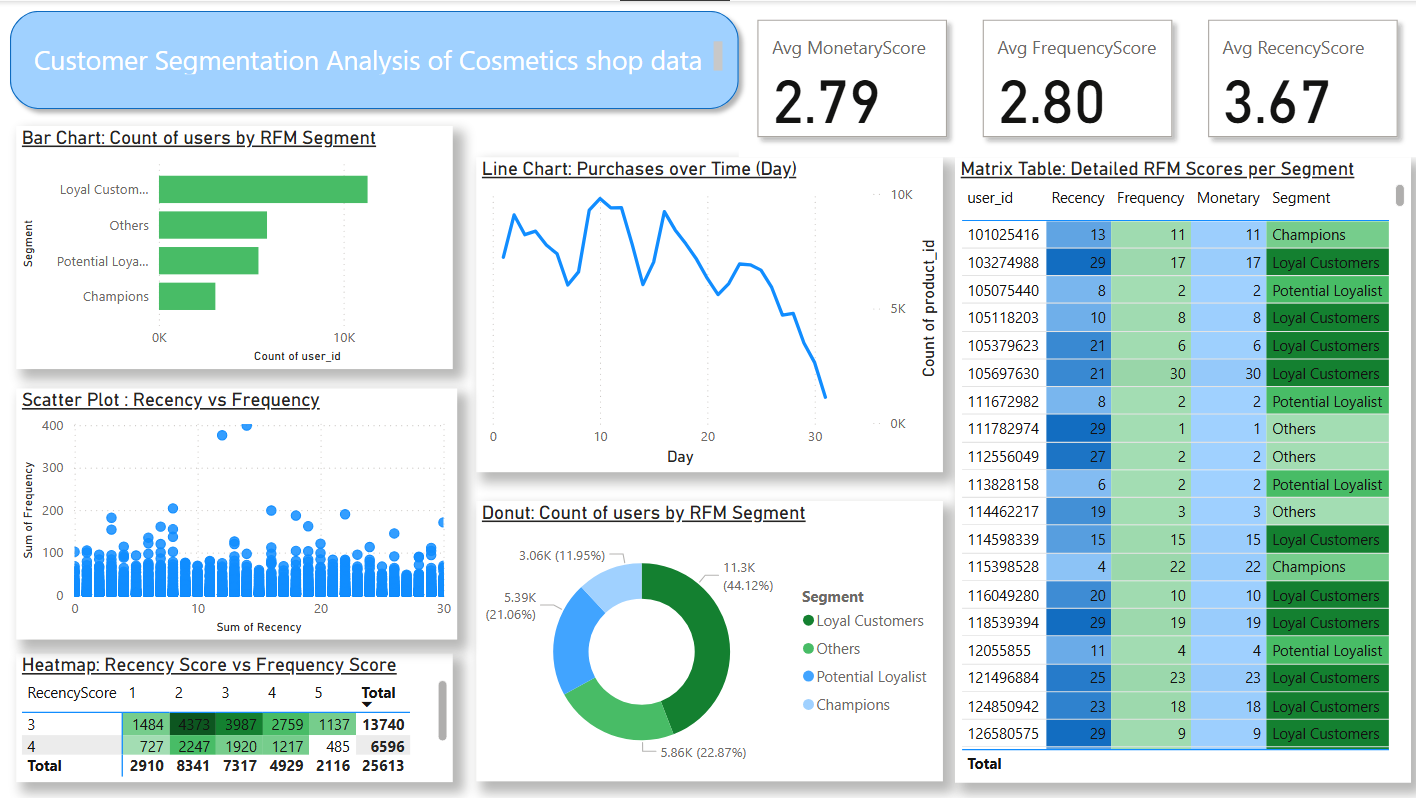 Customer Segmentation Analysis of Cosmetics shop data
Avg MonetaryScore
2.79
Avg FrequencyScore
2.80
Avg RecencyScore
3.67
Bar Chart: Count of users by RFM Segment
Segment
Loyal Custom...
Others
Potential Loya...
Champions
0K 10K
Count of user_id
Scatter Plot : Recency vs Frequency
Sum of Frequency
400
300
200
100
0
0 10 20 30
Sum of Recency
Heatmap: Recency Score vs Frequency Score
RecencyScore 1 2 3 4 5 Total
3 1484 4373 3987 2759 1137 13740
4 727 2247 1920 1217 485 6596
Total 2910 8341 7317 4929 2116 25613
Line Chart: Purchases over Time (Day)
10K
5K
0K
Count of product_id
0 10 20 30
Day
Donut: Count of users by RFM Segment
3.06K (11.95%)
11.3K
(44.12%)
5.39K
(21.06%)
5.86K (22.87%)
Segment
Loyal Customers
Others
Potential Loyalist
Champions
Matrix Table: Detailed RFM Scores per Segment
user_id Recency Frequency Monetary Segment
101025416 13 11 11 Champions
103274988 29 17 17 Loyal Customers
105075440 8 2 2 Potential Loyalist
105118203 10 8 8 Loyal Customers
105379623 21 6 6 Loyal Customers
105697630 21 30 30 Loyal Customers
111672982 8 2 2 Potential Loyalist
111782974 29 1 1 Others
112556049 27 2 2 Others
113828158 6 2 2 Potential Loyalist
114462217 19 3 3 Others
114598339 15 15 15 Loyal Customers
115398528 4 22 22 Champions
116049280 20 10 10 Loyal Customers
118539394 29 19 19 Loyal Customers
12055855 11 4 4 Potential Loyalist
121496884 25 23 23 Loyal Customers
124850942 23 18 18 Loyal Customers
126580575 29 9 9 Loyal Customers
Total